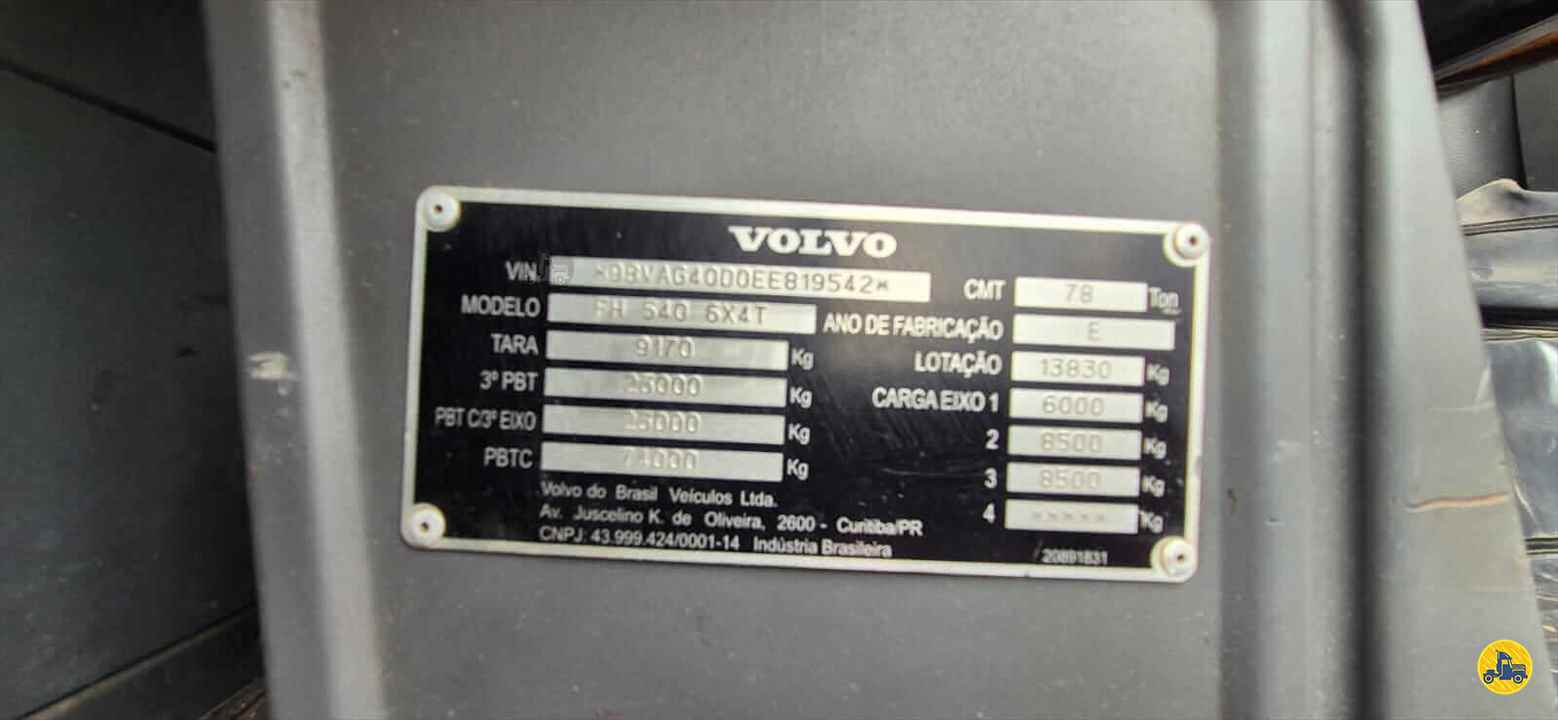 VOLVO
VIN. *9BVAG40D0EE819542* CMT 78 Ton
MODELO FH 540 6X4T ANO DE FABRICAÇÃO E
TARA 9170 Kg LOTAÇÃO 13830 Kg
3º PBT 23000 Kg CARGA EIXO 1 6000 Kg
PBT C/3º EIXO 23000 Kg 2 8500 Kg
PBTC 74000 Kg 3 8500 Kg
4 ***** Kg
Volvo do Brasil Veículos Ltda.
Av. Juscelino K. de Oliveira, 2600 - Curitiba/PR
CNPJ: 43.999.424/0001-14 Indústria Brasileira
20891831